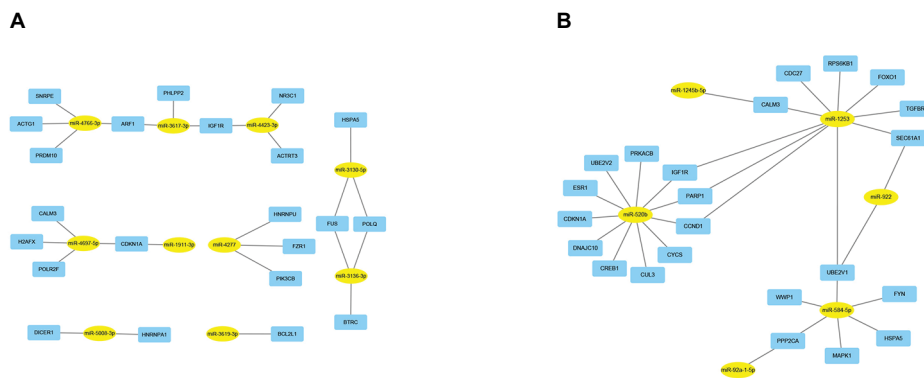 A
B
SNRPE
PHLPP2
NR3C1
ACTG1
miR-4765-3p
ARF1
miR-3617-3p
IGF1R
miR-4423-3p
PRDM10
ACTRT3
HSPA5
miR-3130-5p
FUS
POLQ
miR-3136-3p
BTRC
CALM3
H2AFX
miR-4697-5p
CDKN1A
miR-1911-3p
POLR2F
HNRNPU
miR-4277
FZR1
PIK3CB
DICER1
miR-5008-3p
HNRNPA1
miR-3619-3p
BCL2L1
RPS6KB1
CDC27
FOXO1
miR-1245b-5p
CALM3
miR-1253
TGFBR
SEC61A1
PRKACB
UBE2V2
IGF1R
ESR1
PARP1
miR-922
CDKN1A
miR-520b
CCND1
DNAJC10
CYCS
CREB1
CUL3
UBE2V1
WWP1
FYN
miR-584-5p
PPP2CA
HSPA5
MAPK1
miR-92a-1-5p